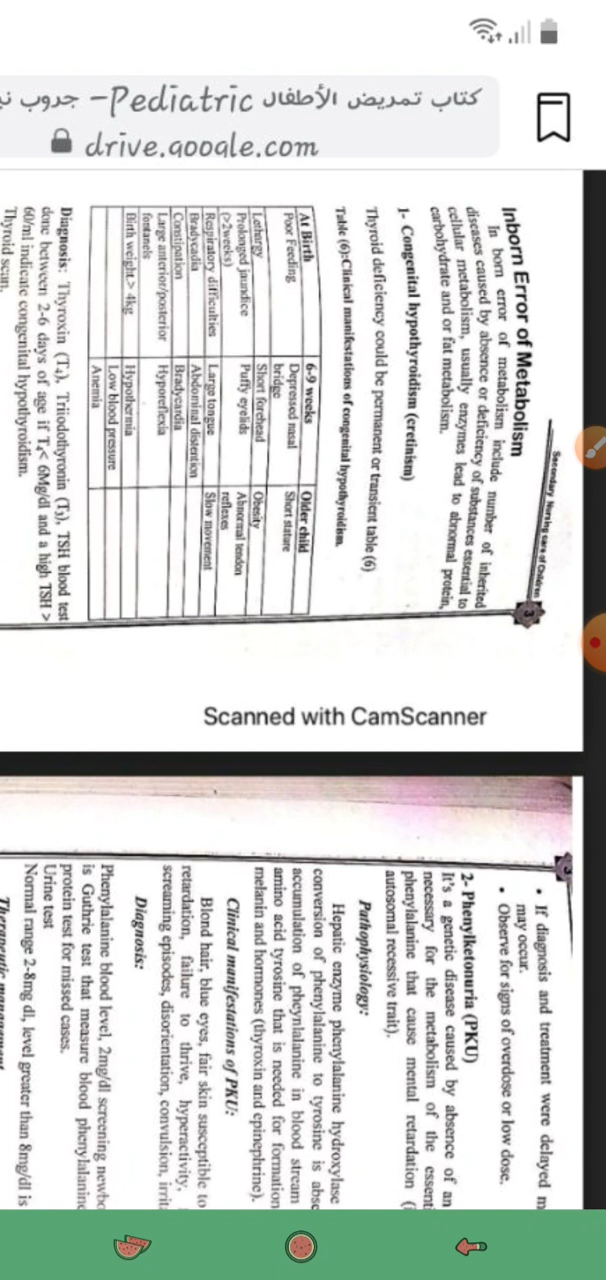 كتاب تمريض الأطفال Pediatric– جروب
drive.google.com
Secondary Nursing care of Children
3
Inborn Error of Metabolism
In born error of metabolism include number of inherited
diseases caused by absence or deficiency of substances essential to
cellular metabolism, usually enzymes lead to abnormal protein,
carbohydrate and or fat metabolism.
1- Congenital hypothyroidism (cretinism)
Thyroid deficiency could be permanent or transient table (6)
Table (6):Clinical manifestations of congenital hypothyroidism.
At Birth 6-9 weeks Older child
Poor Feeding Depressed nasal bridge Short stature
Lethargy Short forehead Obesity
Prolonged jaundice (>2weeks) Puffy eyelids Abnormal tendon reflexes
Respiratory difficulties Large tongue Slow movement
Bradycadia Abdominal distention
Constipation Bradycardia
Large anterior/posterior fontanels Hyporeflexia
Birth weight > 4kg Hypothermia
Low blood pressure
Anemia
Diagnosis: Thyroxin (T₄), Triiodothyronin (T₃), TSH blood test
done between 2-6 days of age if T₄< 6Mg/dl and a high TSH >
60/ml indicate congenital hypothyroidism.
Thyroid scan.
Scanned with CamScanner
• If diagnosis and treatment were delayed m
may occur.
• Observe for signs of overdose or low dose.
2- Phenylketonuria (PKU)
It's a genetic disease caused by absence of an
necessary for the metabolism of the essenti
phenylalanine that cause mental retardation (
autosomal recessive trait).
Pathophysiology:
Hepatic enzyme phenylalanine hydroxylase
conversion of phenylalanine to tyrosine is abse
accumulation of pheynlalanine in blood stream
amino acid tyrosine that is needed for formation
melanin and hormones (thyroxin and epinephrine).
Clinical manifestations of PKU:
Blond hair, blue eyes, fair skin susceptible to
retardation, failure to thrive, hyperactivity,
screaming episodes, disorientation, convulsion, irrit
Diagnosis:
Phenylalanine blood level, 2mg/dl screening newbo
is Guthrie test that measure blood phenylalanine
protein test for missed cases.
Urine test
Normal range 2-8mg dl, level greater than 8mg/dl is
Therapeutic management